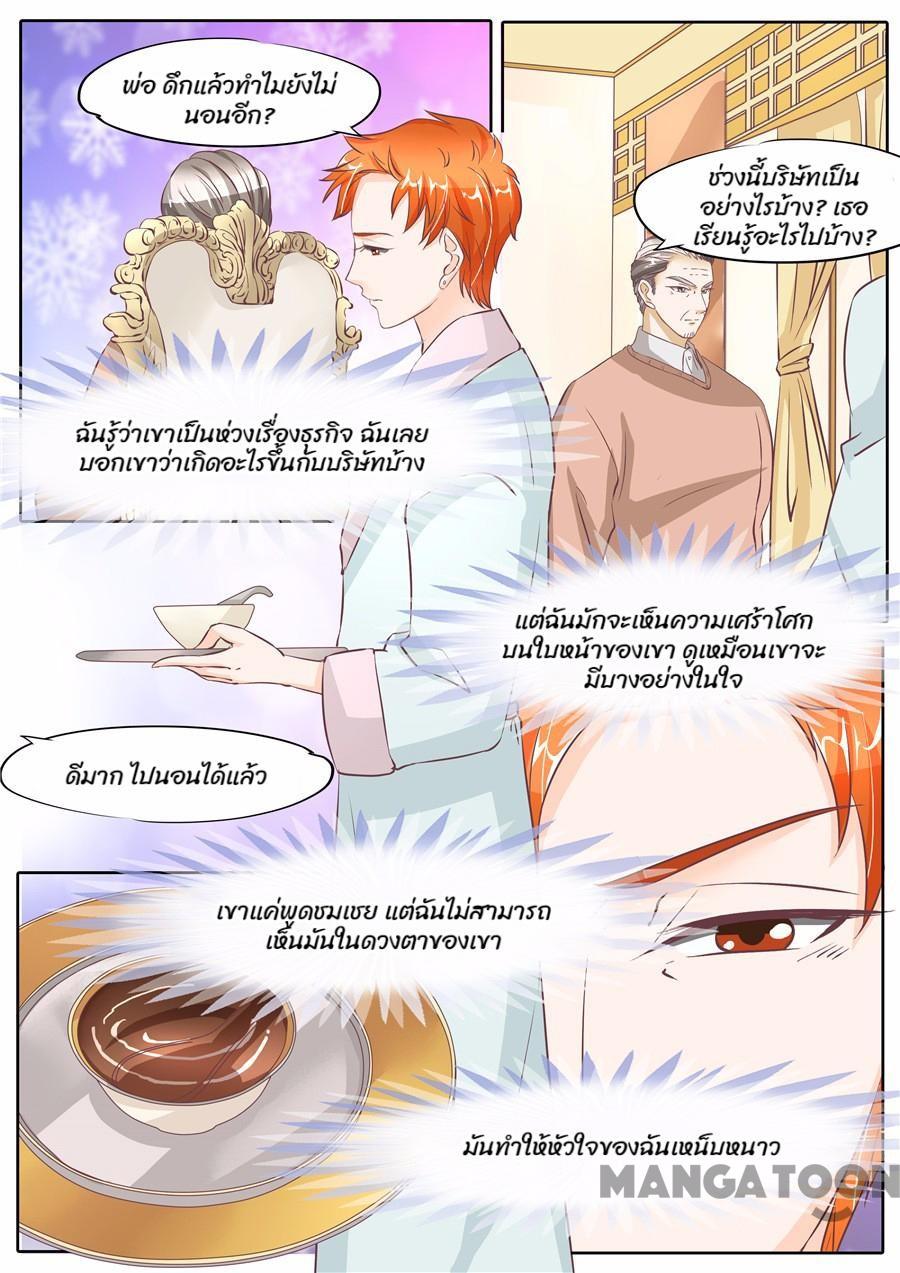 พ่อ ดึกแล้วทำไมยังไม่
นอนอีก?
ช่วงนี้บริษัทเป็น
อย่างไรบ้าง? เธอ
เรียนรู้อะไรไปบ้าง?
ฉันรู้ว่าเขาเป็นห่วงเรื่องธุรกิจ ฉันเลย
บอกเขาว่าเกิดอะไรขึ้นกับบริษัทบ้าง
แต่ฉันมักจะเห็นความเศร้าโศก
บนใบหน้าของเขา ดูเหมือนเขาจะ
มีบางอย่างในใจ
ดีมาก ไปนอนได้แล้ว
เขาแค่พูดชมเชย แต่ฉันไม่สามารถ
เห็นมันในดวงตาของเขา
มันทำให้หัวใจของฉันเหน็บหนาว
MANGATOON